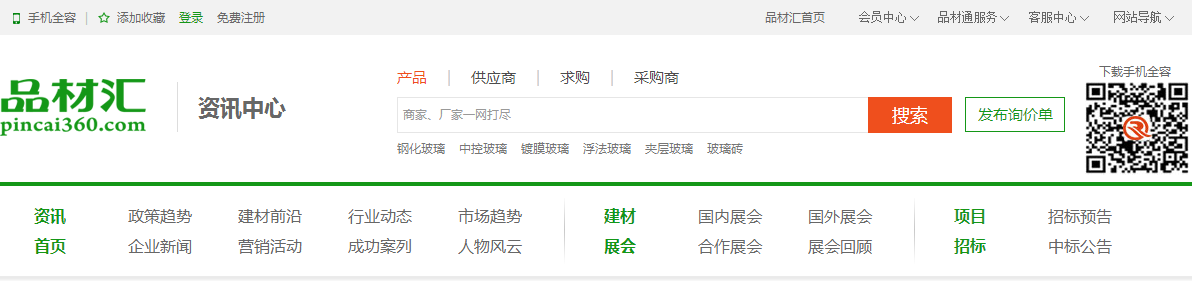 手机全容 | 添加收藏 登录 免费注册 品材汇首页 会员中心 品材通服务 客服中心 网站导航
下载手机全容
产品 | 供应商 | 求购 | 采购商
品材汇
pincai360.com
资讯中心
商家、厂家一网打尽 搜索 发布询价单
钢化玻璃 中控玻璃 镀膜玻璃 浮法玻璃 夹层玻璃 玻璃砖
资讯 政策趋势 建材前沿 行业动态 市场趋势 建材 国内展会 国外展会 项目 招标预告
首页 企业新闻 营销活动 成功案列 人物风云 展会 合作展会 展会回顾 招标 中标公告